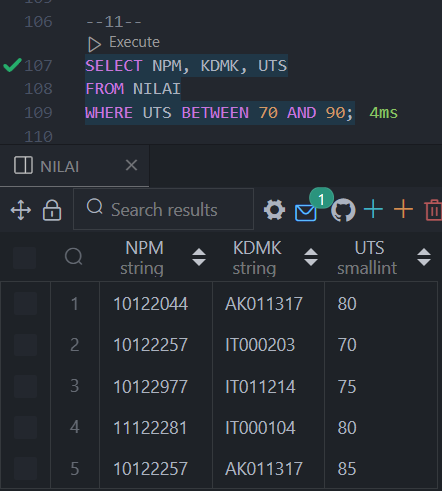 105
106 --11--
Execute
107 SELECT NPM, KDMK, UTS
108 FROM NILAI
109 WHERE UTS BETWEEN 70 AND 90; 4ms
110
NILAI
Search results 1
NPM KDMK UTS
string string smallint
1 10122044 AK011317 80
2 10122257 IT000203 70
3 10122977 IT011214 75
4 11122281 IT000104 80
5 10122257 AK011317 85